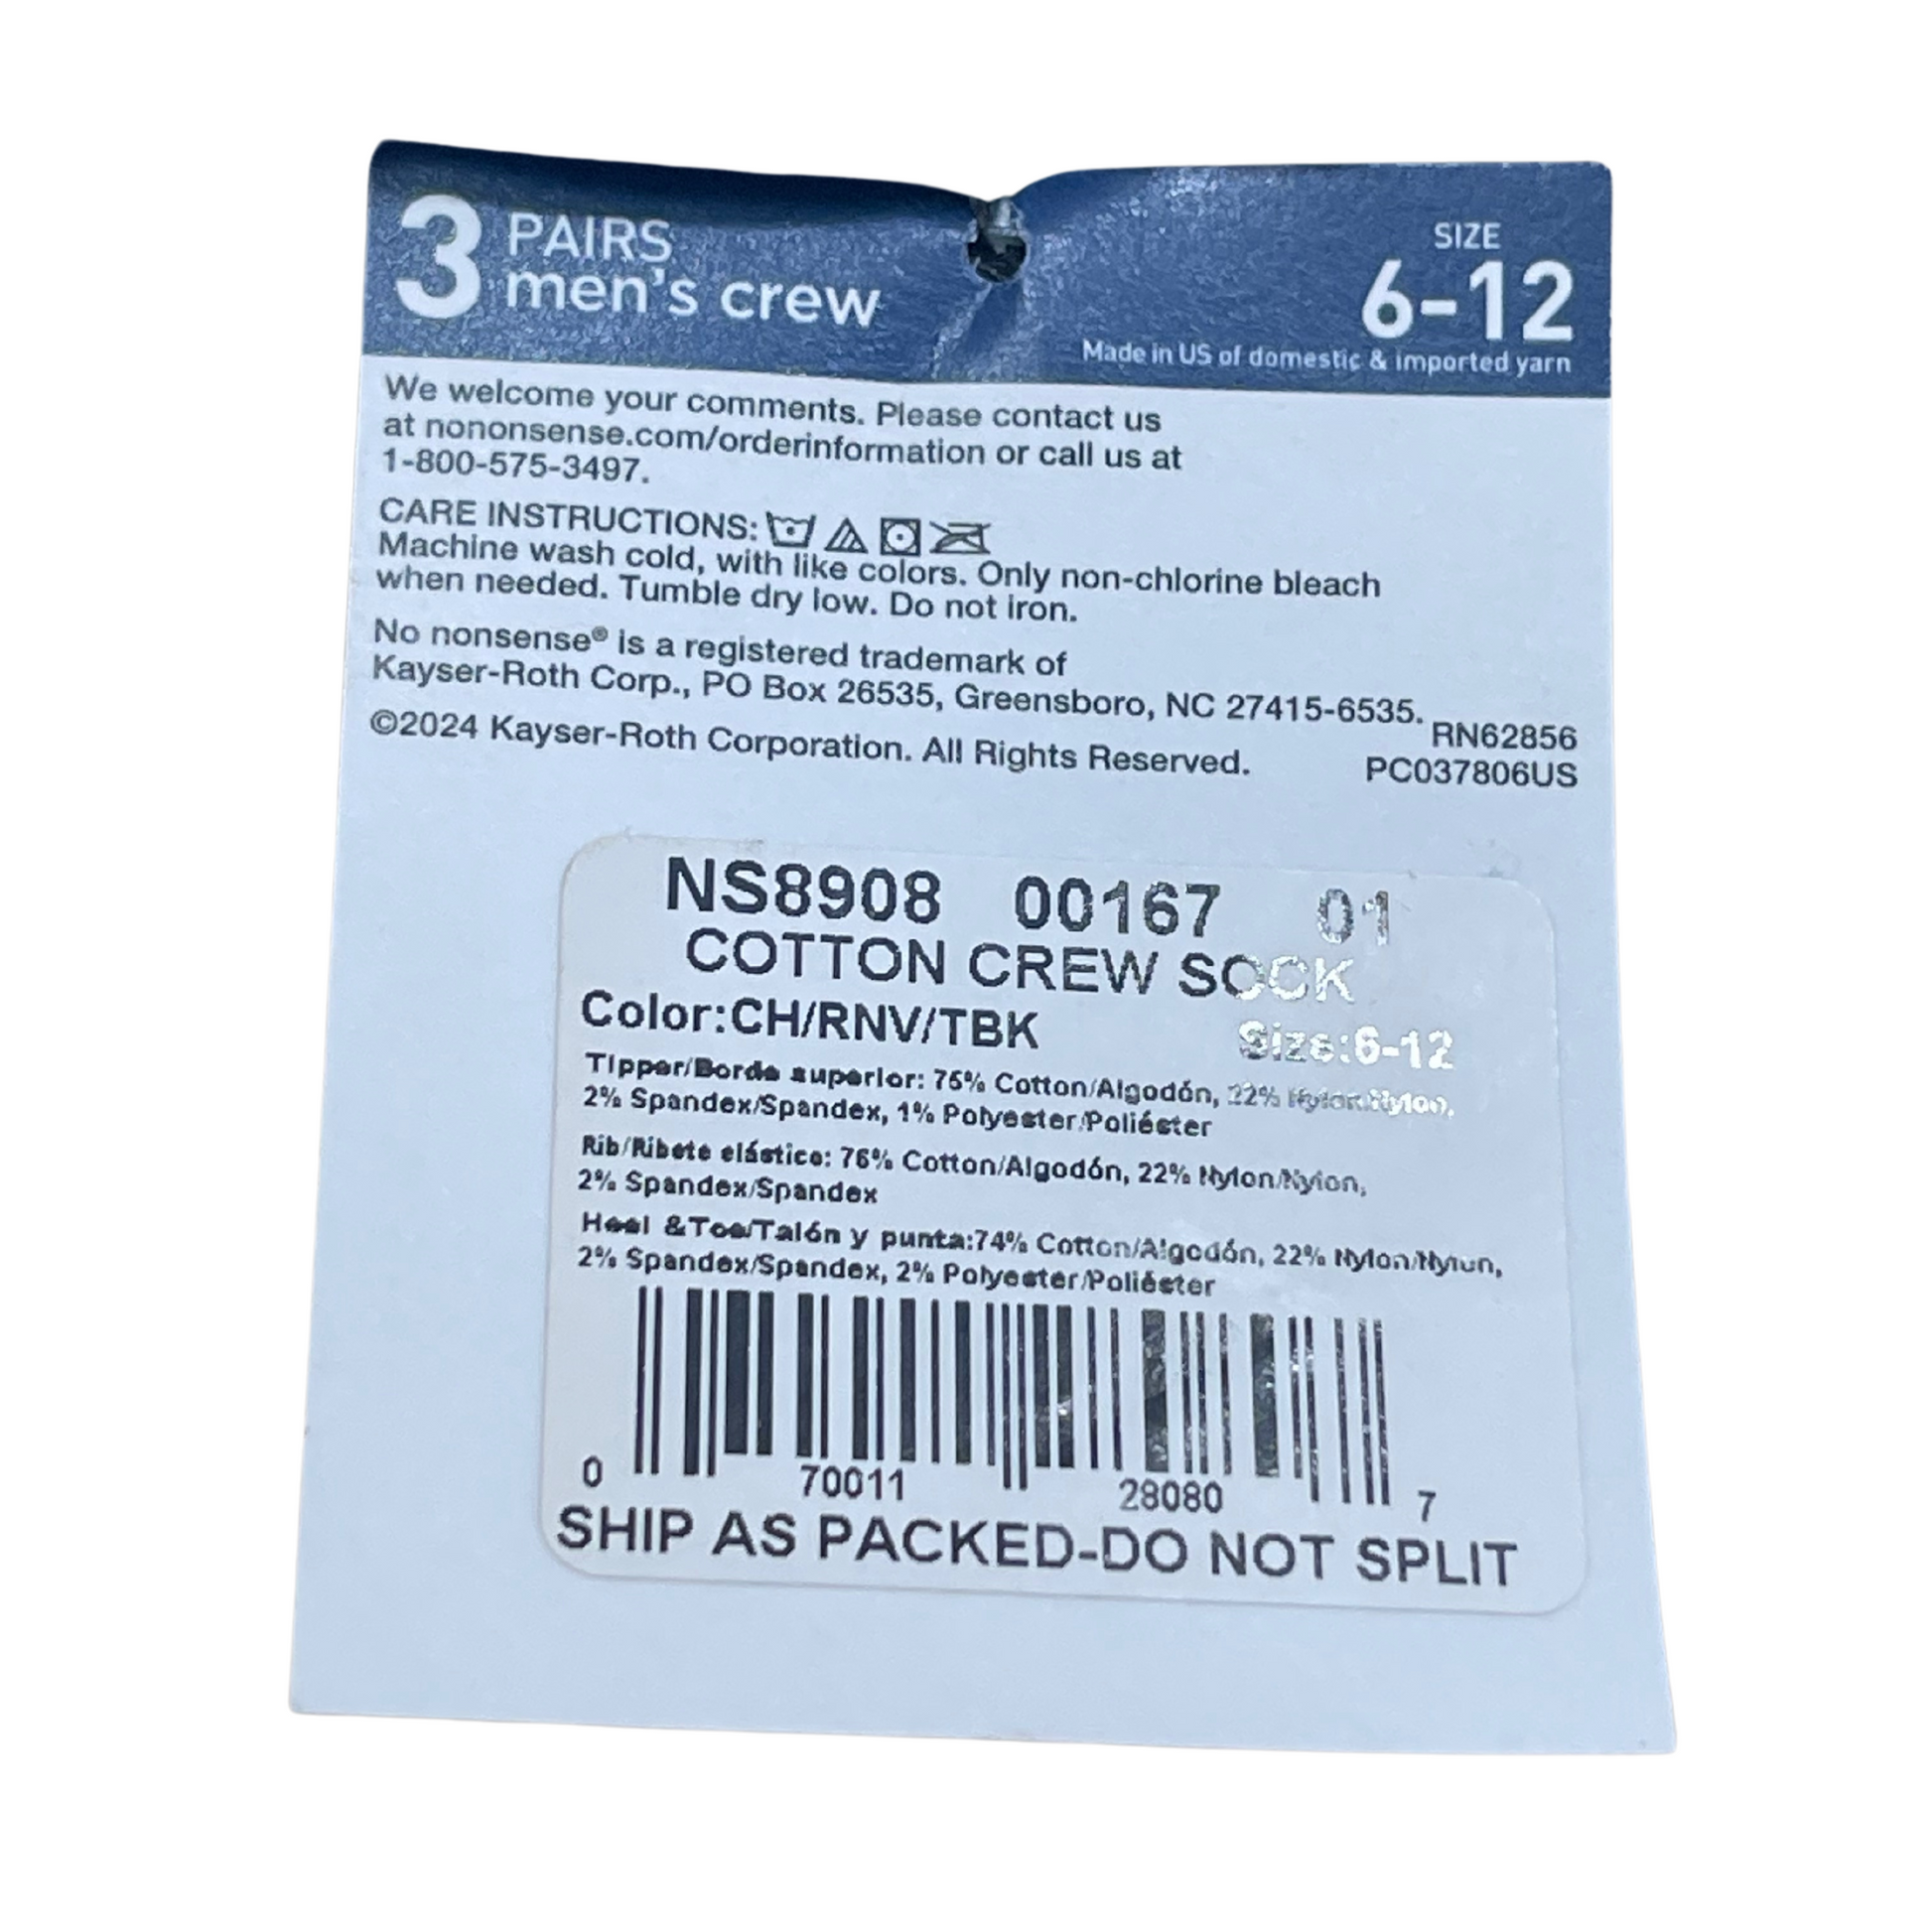 3 PAIRS
men's crew
SIZE
6-12
Made in US of domestic & imported yarn
We welcome your comments. Please contact us
at nononsense.com/orderinformation or call us at
1-800-575-3497.
CARE INSTRUCTIONS:
Machine wash cold, with like colors. Only non-chlorine bleach
when needed. Tumble dry low. Do not iron.
No nonsense® is a registered trademark of
Kayser-Roth Corp., PO Box 26535, Greensboro, NC 27415-6535.
©2024 Kayser-Roth Corporation. All Rights Reserved.
RN62856
PC037806US
NS8908 00167 01
COTTON CREW SOCK
Color:CH/RNV/TBK Size:6-12
Tipper/Borde superior: 75% Cotton/Algodón, 22% Nylon/Nylon,
2% Spandex/Spandex, 1% Polyester/Poliéster
Rib/Ribete elástico: 76% Cotton/Algodón, 22% Nylon/Nylon,
2% Spandex/Spandex
Heel &Toe/Talón y punta:74% Cotton/Algodón, 22% Nylon/Nylon,
2% Spandex/Spandex, 2% Polyester/Poliéster
0 70011 28080 7
SHIP AS PACKED-DO NOT SPLIT